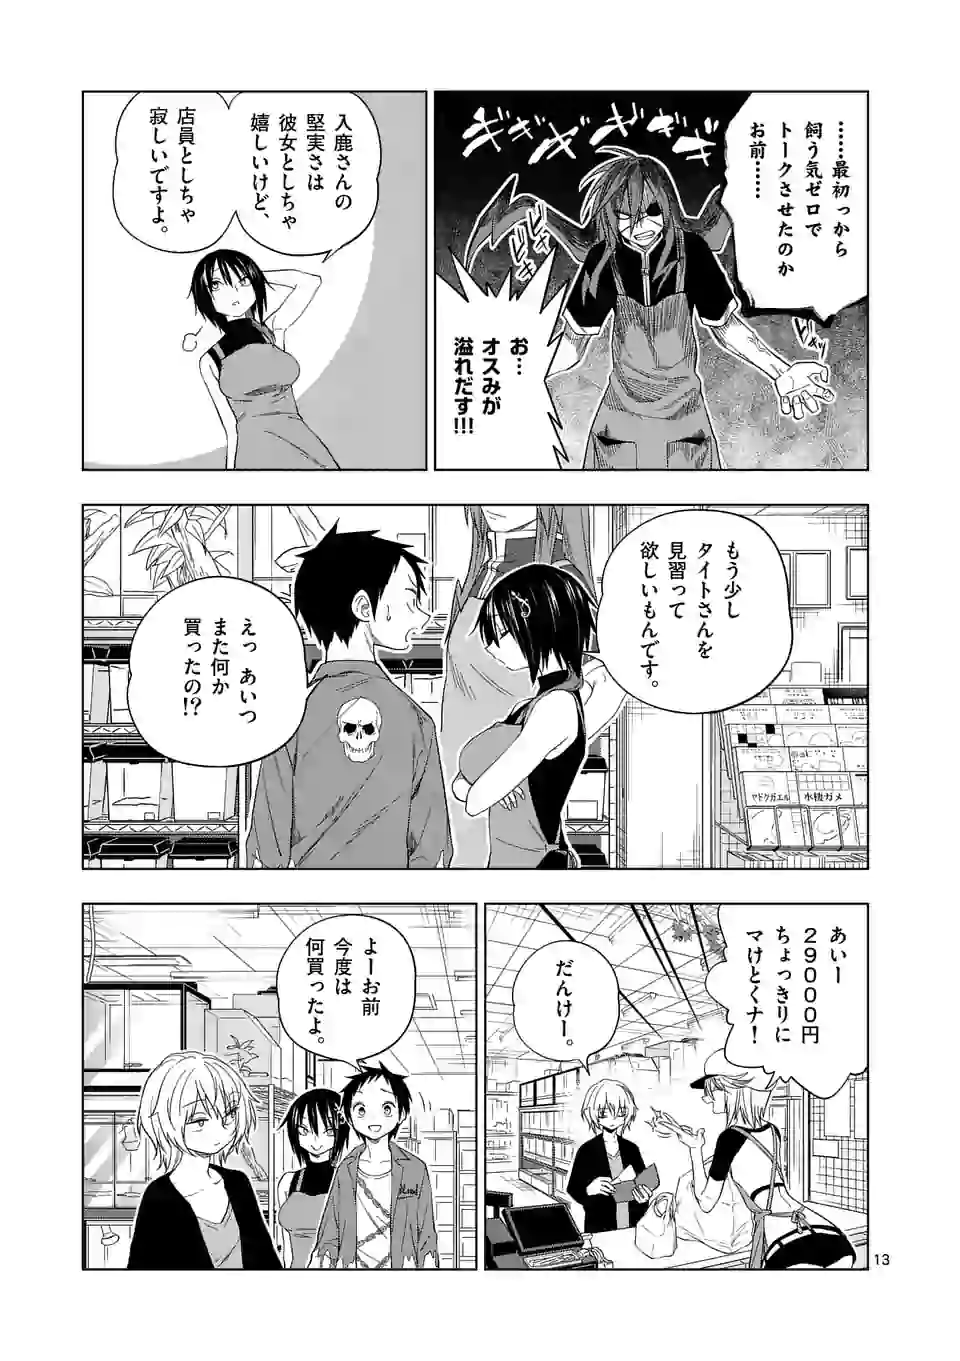 ……最初っから
飼う気ゼロで
トークさせたのか
お前……
ギギギギギギ
ギギギ
お…
オスみが
溢れだす!!!
入鹿さんの
堅実さは
彼女としちゃ
嬉しいけど、
店員としちゃ
寂しいですよ。
もう少し
タイトさんを
見習って
欲しいもんです。
えっ あいつ
また何か
買ったの!?
ヤドクガエル
水棲ガメ
あいー
29000円
ちょっきりに
マけとくナ!
だんけー。
よーお前
今度は
何買ったよ。
13